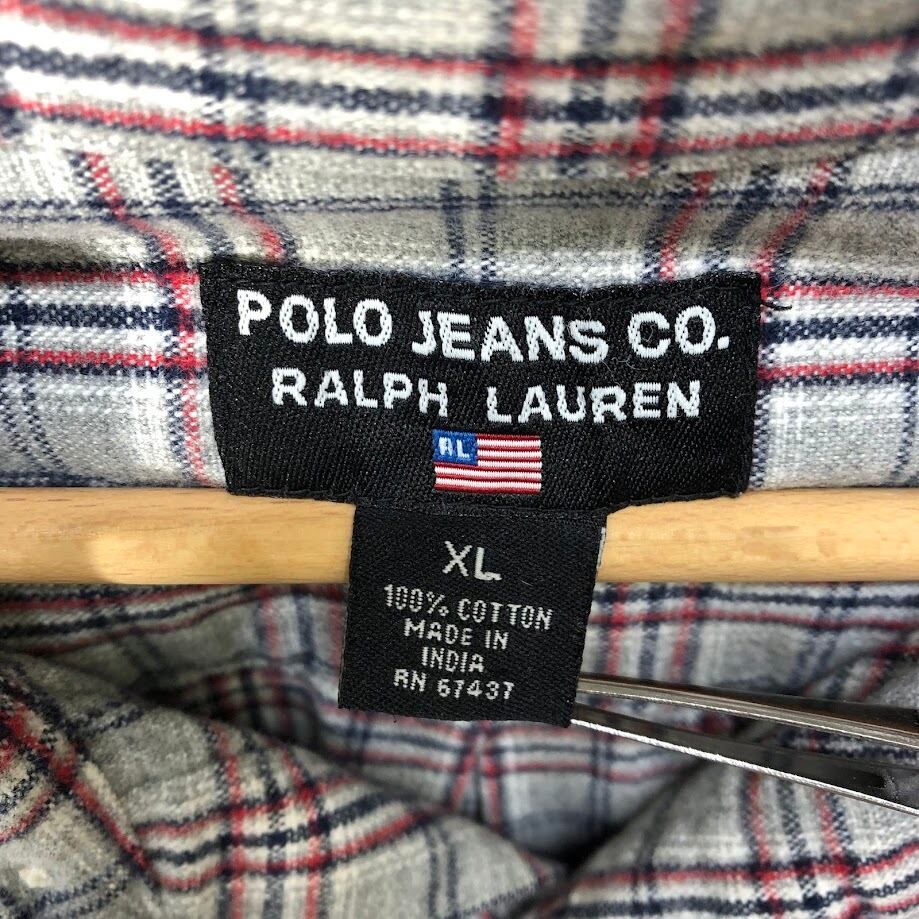 POLO JEANS CO.
RALPH LAUREN
RL
XL
100% COTTON
MADE IN
INDIA
RN 67437